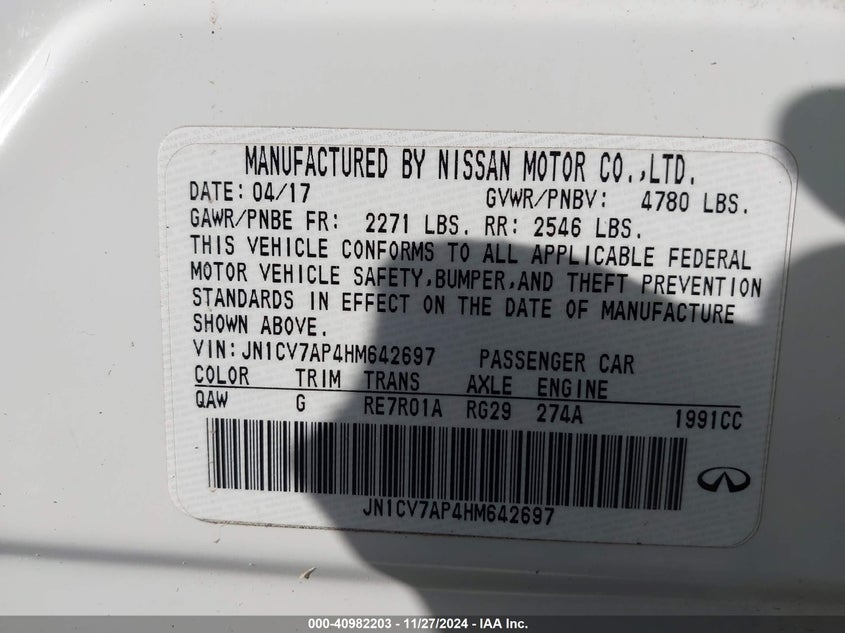 MANUFACTURED BY NISSAN MOTOR CO.,LTD.
DATE: 04/17 GVWR/PNBV: 4780 LBS.
GAWR/PNBE FR: 2271 LBS. RR: 2546 LBS.
THIS VEHICLE CONFORMS TO ALL APPLICABLE FEDERAL
MOTOR VEHICLE SAFETY,BUMPER,AND THEFT PREVENTION
STANDARDS IN EFFECT ON THE DATE OF MANUFACTURE
SHOWN ABOVE.
VIN:JN1CV7AP4HM642697 PASSENGER CAR
COLOR TRIM TRANS AXLE ENGINE
QAW G RE7R01A RG29 274A 1991CC
JN1CV7AP4HM642697
000-40982203 - 11/27/2024 - IAA Inc.